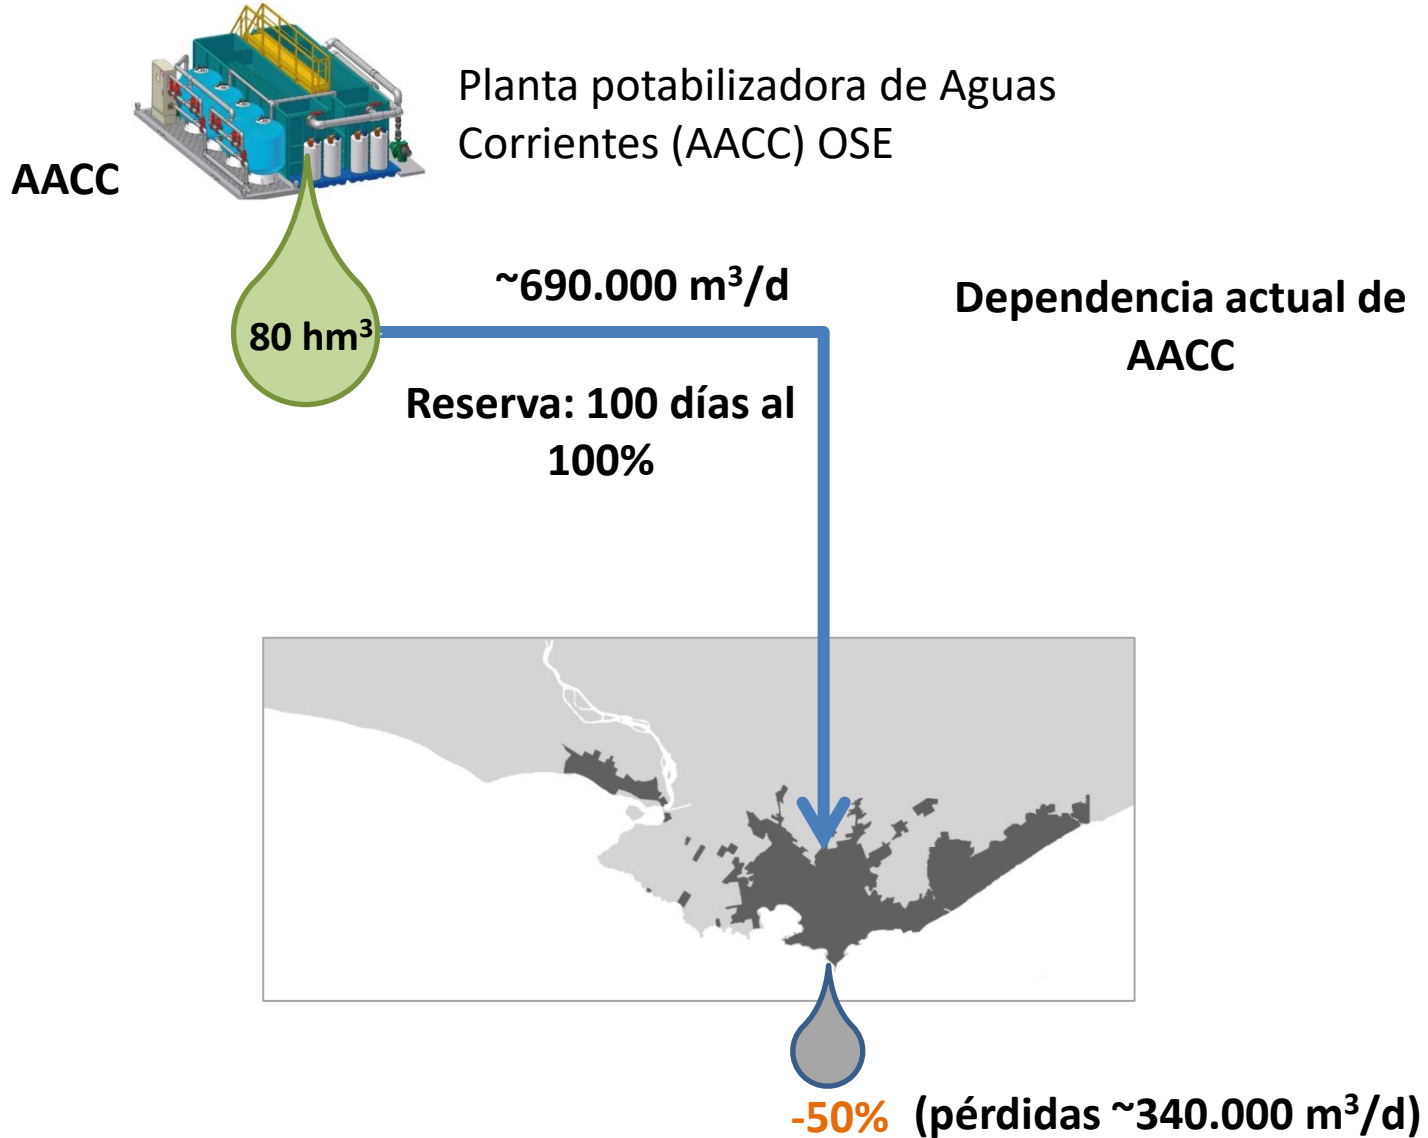 Planta potabilizadora de Aguas
Corrientes (AACC) OSE
AACC
~690.000 m³/d
80 hm³
Dependencia actual de
AACC
Reserva: 100 días al
100%
-50% (pérdidas ~340.000 m³/d)